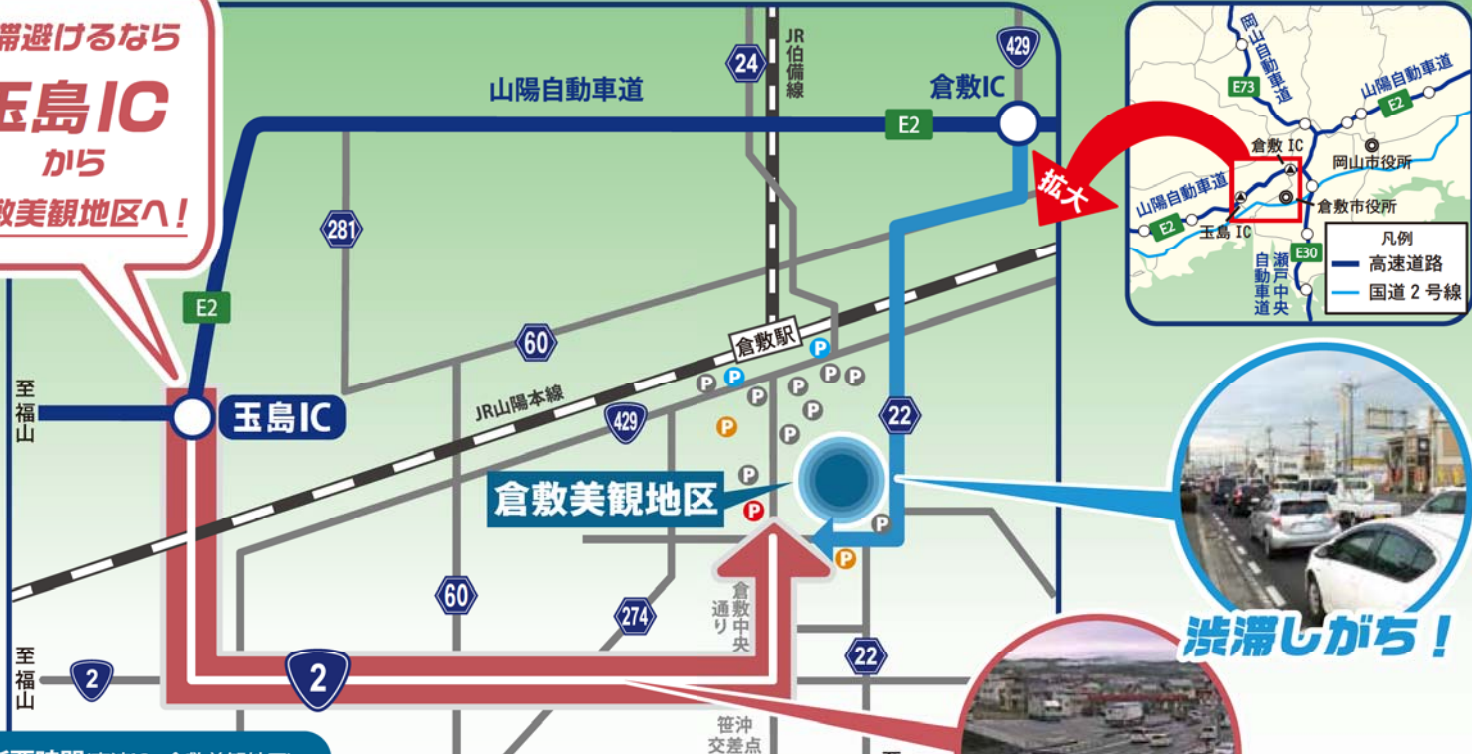 滞避けるなら
玉島IC
から
敷美観地区へ！
山陽自動車道
E2
倉敷IC
429
24
JR伯備線
281
E2
60
倉敷駅
JR山陽本線
429
22
至福山
玉島IC
倉敷美観地区
P
P
P
P
P
P
P
P
P
P
P
P
P
P
60
274
倉敷中央
通り
22
至福山
2
2
笹沖
交差点
拡大
岡山自動車道
E73
山陽自動車道
E2
倉敷 IC
岡山市役所
山陽自動車道
E2
玉島 IC
倉敷市役所
瀬戸中央
自動車道
E30
凡例
高速道路
国道２号線
渋滞しがち！